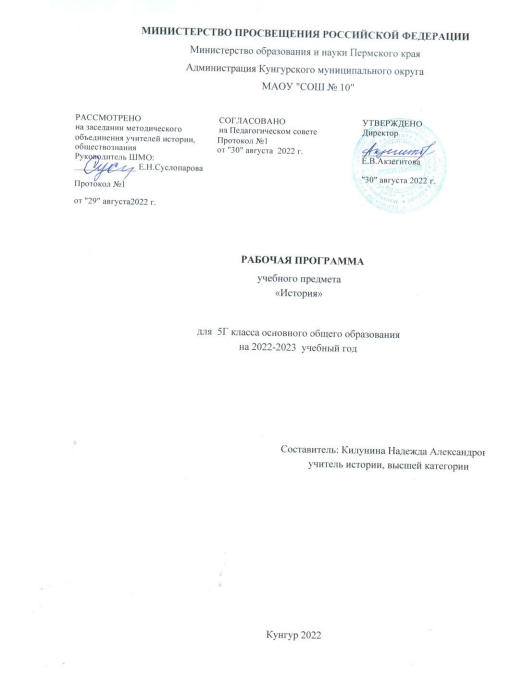 МИНИСТЕРСТВО ПРОСВЕЩЕНИЯ РОССИЙСКОЙ ФЕДЕРАЦИИ
Министерство образования и науки Пермского края
Администрация Кунгурского муниципального округа
МАОУ "СОШ № 10"
РАССМОТРЕНО
на заседании методического
объединения учителей истории,
обществознания
Руководитель ШМО:
Е.Н.Суслопарова
Протокол №1
от "29" августа2022 г.
СОГЛАСОВАНО
на Педагогическом совете
Протокол №1
от "30" августа 2022 г.
УТВЕРЖДЕНО
Директор
Е.В.Акзегитова
"30" августа 2022 г.
РАБОЧАЯ ПРОГРАММА
учебного предмета
«История»
для 5Г класса основного общего образования
на 2022-2023 учебный год
Составитель: Килунина Надежда Александров
учитель истории, высшей категории
Кунгур 2022